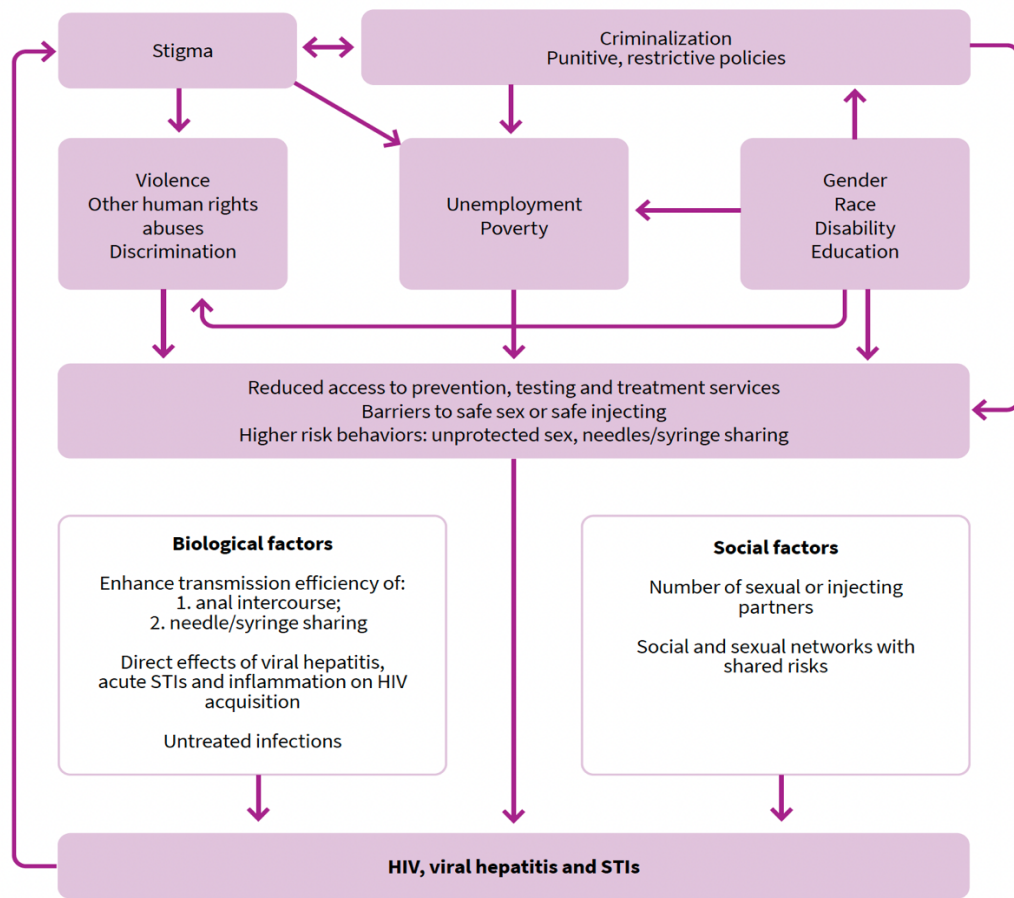 Stigma
Criminalization
Punitive, restrictive policies
Violence
Other human rights
abuses
Discrimination
Unemployment
Poverty
Gender
Race
Disability
Education
Reduced access to prevention, testing and treatment services
Barriers to safe sex or safe injecting
Higher risk behaviors: unprotected sex, needles/syringe sharing
Biological factors
Enhance transmission efficiency of:
1. anal intercourse;
2. needle/syringe sharing
Direct effects of viral hepatitis,
acute STIs and inflammation on HIV
acquisition
Untreated infections
Social factors
Number of sexual or injecting
partners
Social and sexual networks with
shared risks
HIV, viral hepatitis and STIs